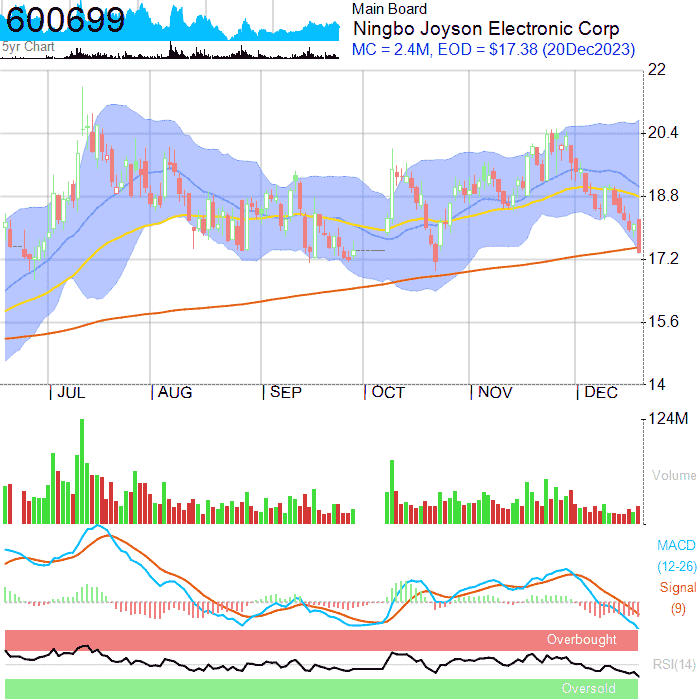 600699
5yr Chart
Main Board
Ningbo Joyson Electronic Corp
MC = 2.4M, EOD = $17.38 (20Dec2023)
22
20.4
18.8
17.2
15.6
14
JUL AUG SEP OCT NOV DEC
124M
Volume
MACD
(12-26)
Signal
(9)
Overbought
RSI(14)
Oversold